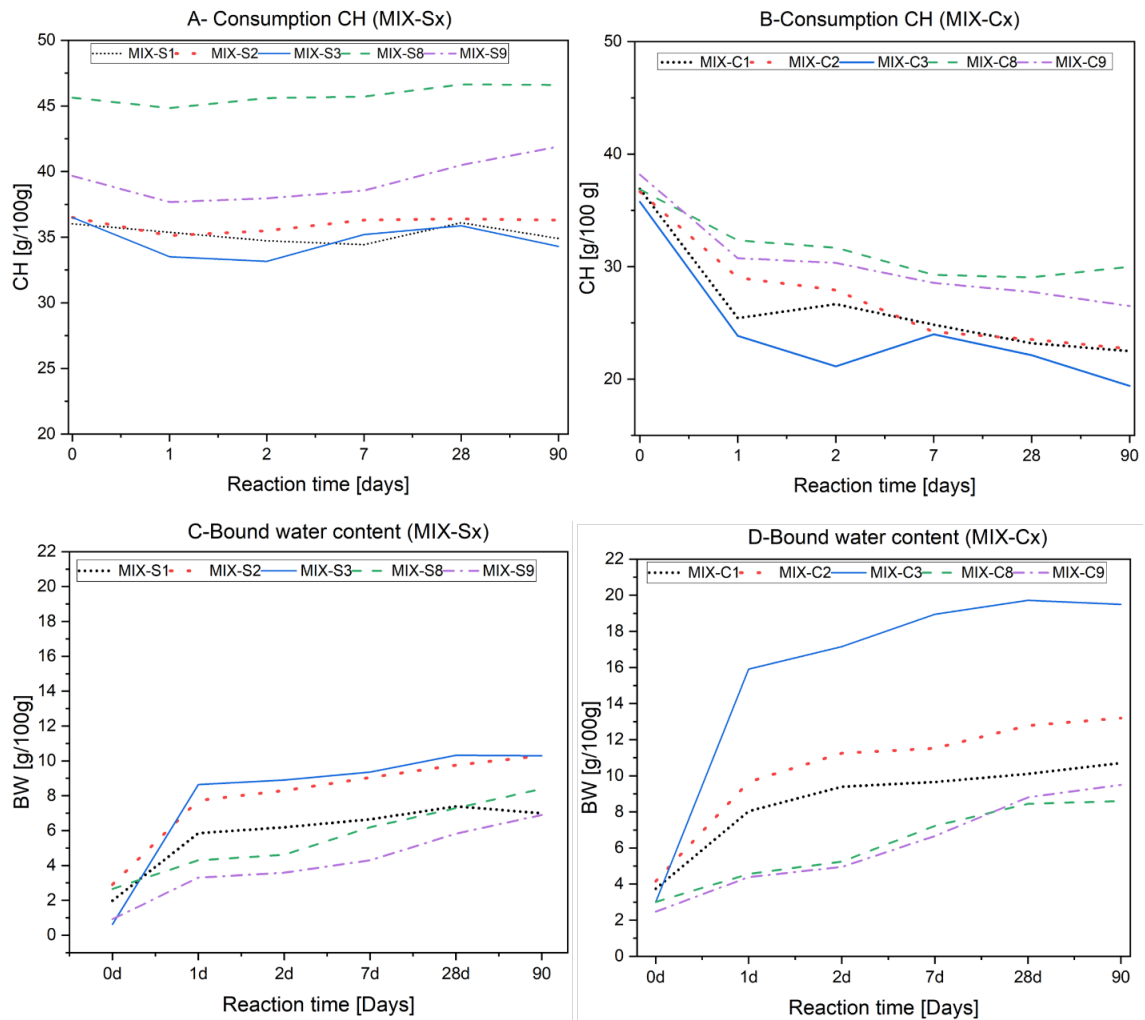 A- Consumption CH (MIX-Sx)
MIX-S1 MIX-S2 MIX-S3 MIX-S8 MIX-S9
50
45
40
35
30
25
20
CH [g/100g]
0 1 2 7 28 90
Reaction time [days]
B-Consumption CH (MIX-Cx)
MIX-C1 MIX-C2 MIX-C3 MIX-C8 MIX-C9
50
40
30
20
CH [g/100 g]
0 1 2 7 28 90
Reaction time [days]
C-Bound water content (MIX-Sx)
MIX-S1 MIX-S2 MIX-S3 MIX-S8 MIX-S9
22
20
18
16
14
12
10
8
6
4
2
0
BW [g/100g]
0d 1d 2d 7d 28d 90
Reaction time [Days]
D-Bound water content (MIX-Cx)
MIX-C1 MIX-C2 MIX-C3 MIX-C8 MIX-C9
22
20
18
16
14
12
10
8
6
4
2
0
BW [g/100g]
0d 1d 2d 7d 28d 90
Reaction time [Days]